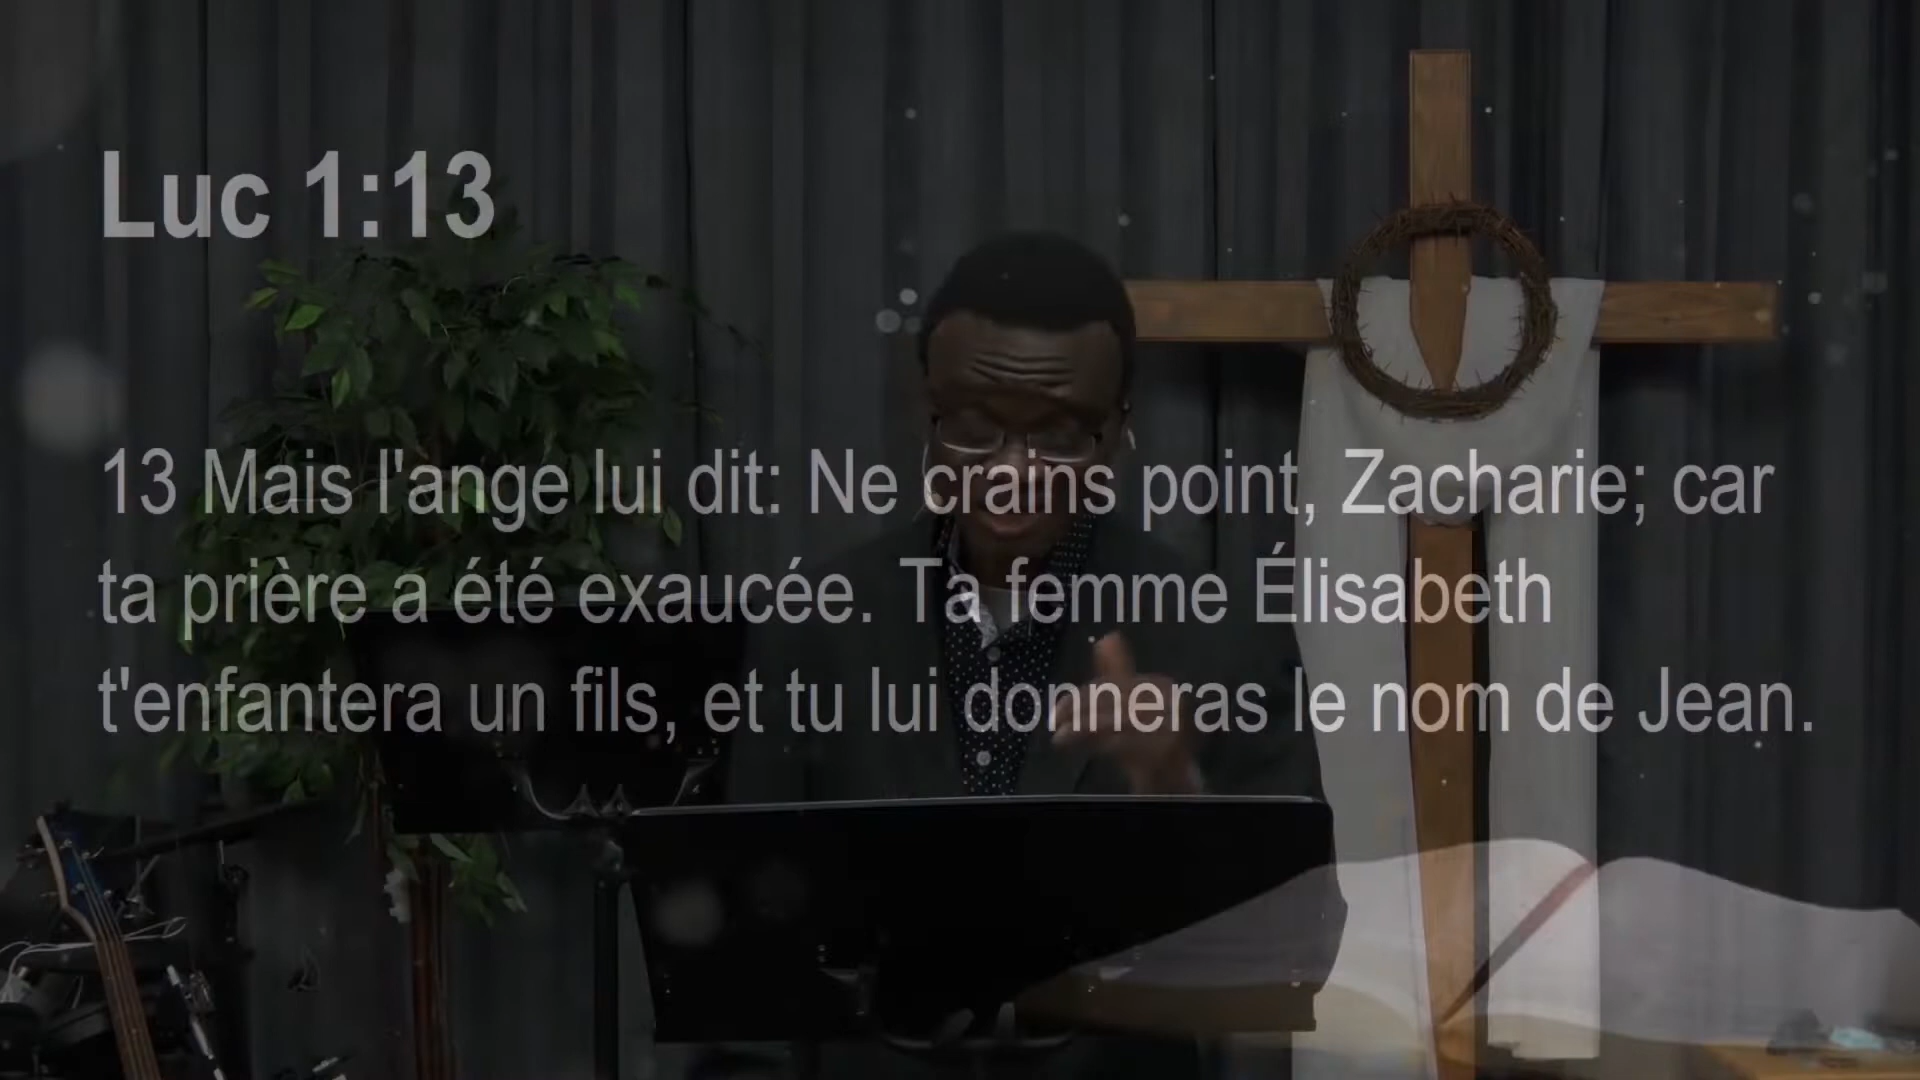 Luc 1:13
13 Mais l'ange lui dit: Ne crains point, Zacharie; car
ta prière a été exaucée. Ta femme Élisabeth
t'enfantera un fils, et tu lui donneras le nom de Jean.